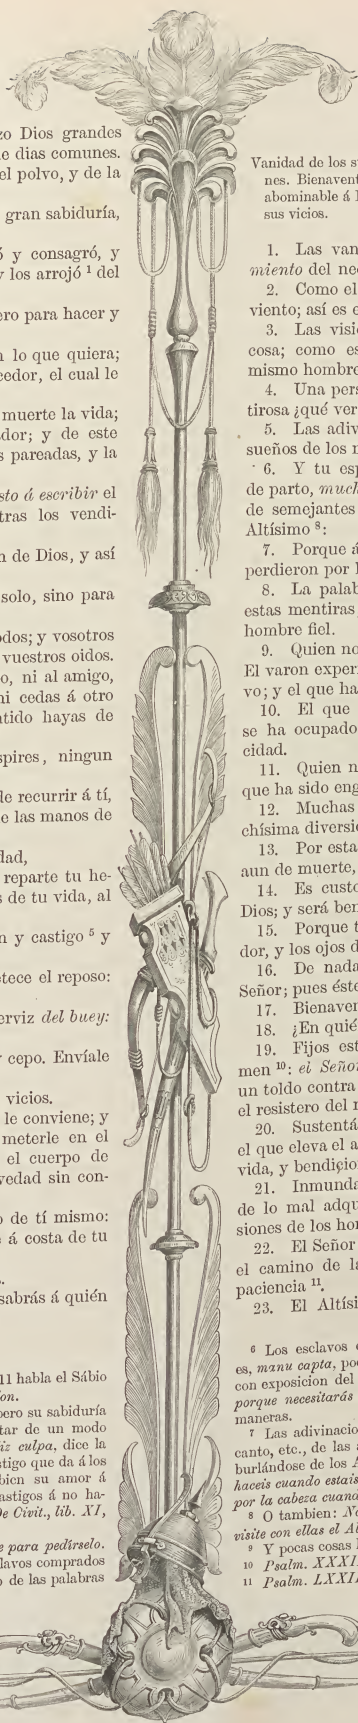 zo Dios grandes
e dias comunes.
el polvo, y de la
gran sabiduría,
ó y consagró, y
y los arrojó ¹ del
ero para hacer y
n lo que quiera;
eedor, el cual le
muerte la vida;
dor; y de este
s pareadas, y la
sto á escribir el
tras los vendi-
n de Dios, y así
solo, sino para
odos; y vosotros
vuestros oidos.
o, ni al amigo,
ni cedas á otro
ntido hayas de
spires, ningun
de recurrir á tí,
e las manos de
dad,
reparte tu he-
s de tu vida, al
n y castigo ⁵ y
etece el reposo:
erviz del buey:
r cepo. Envíale
vicios.
le conviene; y
meterle en el
el cuerpo de
vedad sin con-
o de tí mismo:
e á costa de tu
s.
sabrás á quién
11 habla el Sábio
ion.
pero su sabiduría
tar de un modo
iz culpa, dice la
stigo que da á los
bien su amor á
astigos á no ha-
De Civit., lib. XI,
e para pedírselo.
lavos comprados
o de las palabras
Vanidad de los s
nes. Bienavent
abominable á
sus vicios.
1. Las van
miento del nec
2. Como el
viento; así es e
3. Las visi
cosa; como es
mismo hombre
4. Una pers
tirosa ¿qué ver
5. Las adiv
sueños de los n
6. Y tu esp
de parto, much
de semejantes
Altísimo ⁸:
7. Porque á
perdieron por
8. La palab
estas mentiras
hombre fiel.
9. Quien no
El varon experi
vo; y el que ha
10. El que
se ha ocupado
cidad.
11. Quien n
que ha sido eng
12. Muchas
chísima diversi
13. Por esta
aun de muerte,
14. Es custo
Dios; y será ben
15. Porque t
dor, y los ojos d
16. De nada
Señor; pues éste
17. Bienaven
18. ¿En quié
19. Fijos est
men ¹⁰: el Señor
un toldo contra
el resistero del
20. Sustentá
el que eleva el a
vida, y bendicion
21. Inmunda
de lo mal adqu
siones de los hor
22. El Señor
el camino de la
paciencia ¹¹.
23. El Altísi
⁶ Los esclavos
es, manu capta, po
con exposicion del
porque necesitarás
maneras.
⁷ Las adivinacio
canto, etc., de las
burlándose de los A
haceis cuando estais
por la cabeza cuand
⁸ O tambien: No
visite con ellas el Al
⁹ Y pocas cosas
¹⁰ Psalm. XXXI
¹¹ Psalm. LXXI